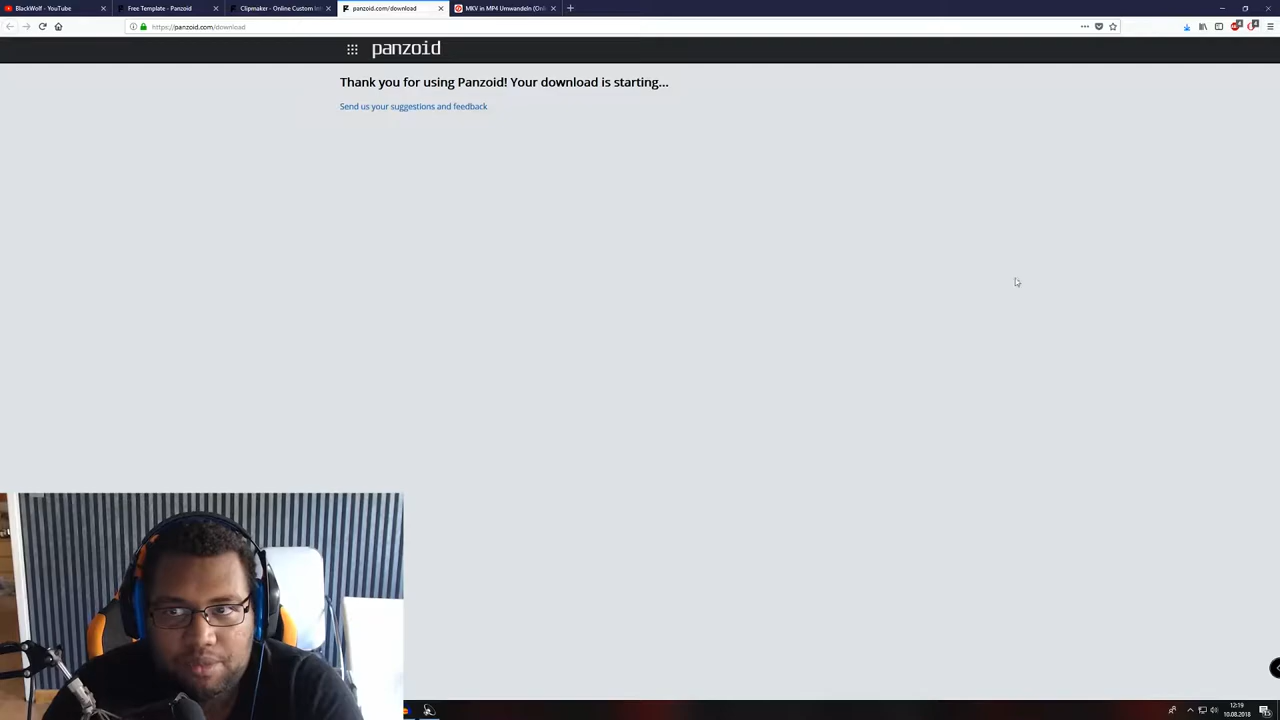 BlackWolf - YouTube
Free Template - Panzoid
Clipmaker - Online Custom Int
panzoid.com/download
MKV in MP4 Umwandeln (Onl
https://panzoid.com/download
panzoid
Thank you for using Panzoid! Your download is starting...
Send us your suggestions and feedback
12:19
10.08.2018